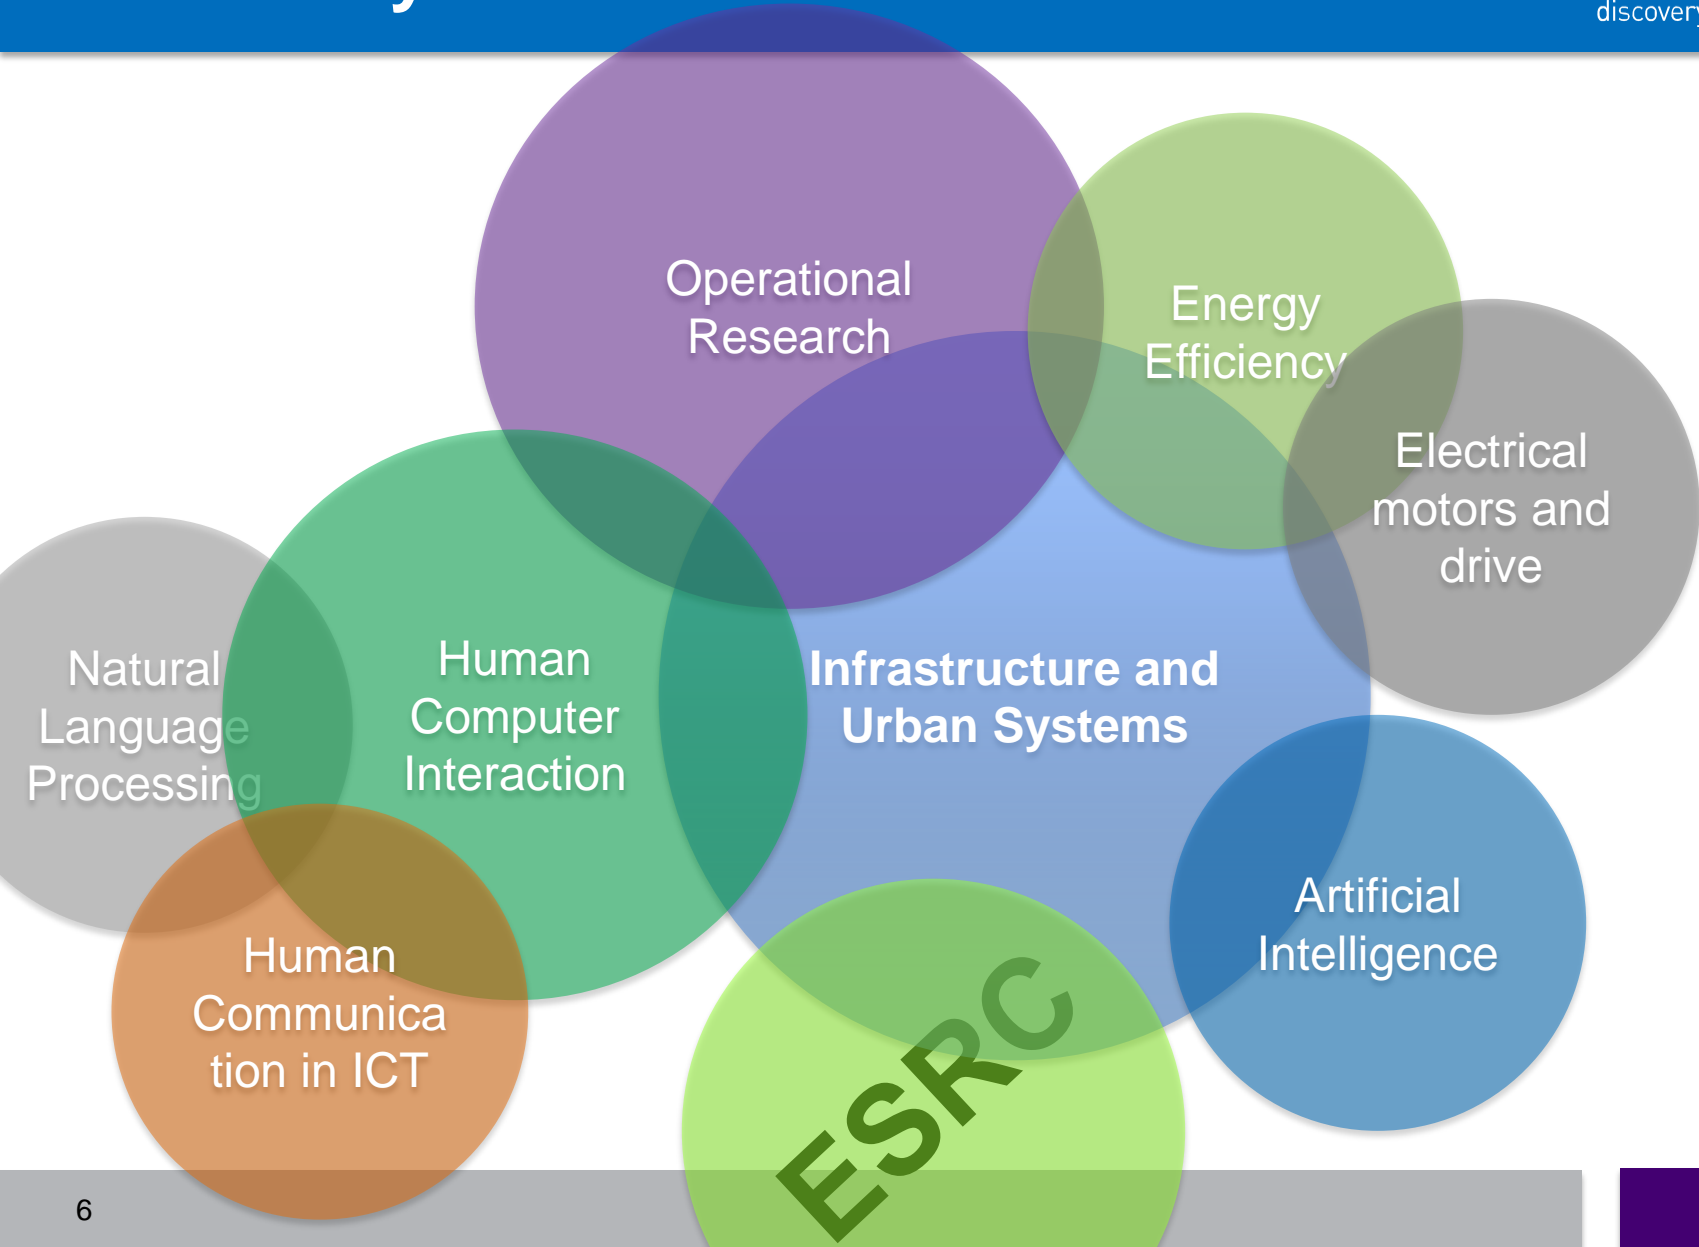 discovery
Operational
Research
Energy
Efficiency
Electrical
motors and
drive
Natural
Language
Processing
Human
Computer
Interaction
Infrastructure and
Urban Systems
Artificial
Intelligence
Human
Communica
tion in ICT
ESRC
6